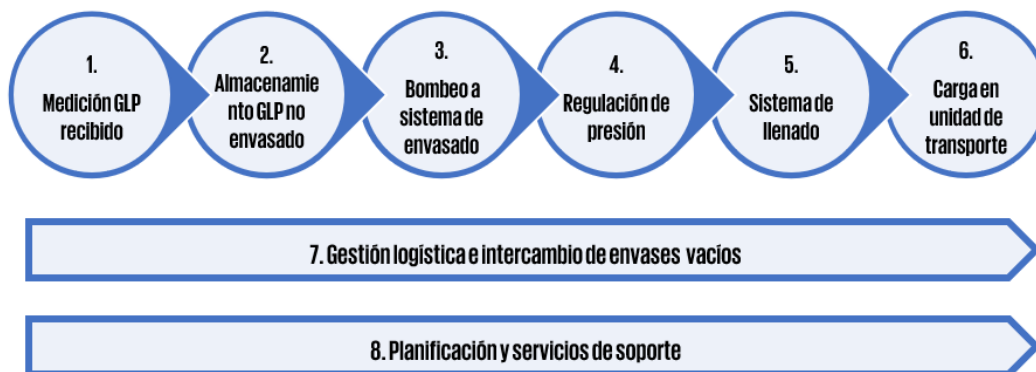 1.
Medición GLP
recibido
2.
Almacenamie
nto GLP no
envasado
3.
Bombeo a
sistema de
envasado
4.
Regulación de
presión
5.
Sistema de
llenado
6.
Carga en
unidad de
transporte
7. Gestión logística e intercambio de envases vacíos
8. Planificación y servicios de soporte